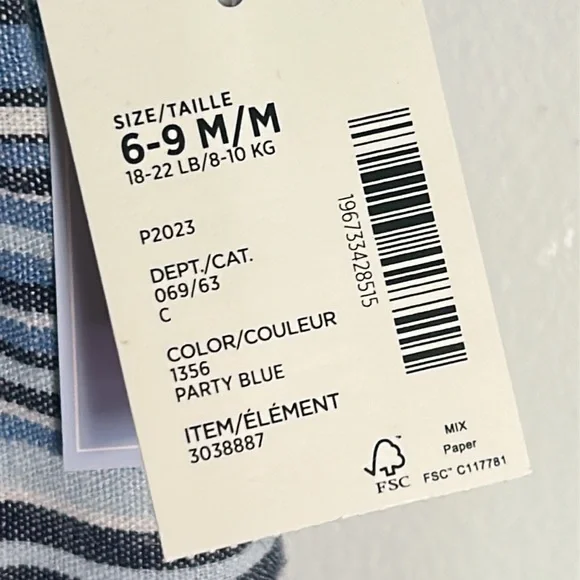 SIZE/TAILLE
6-9 M/M
18-22 LB/8-10 KG
P2023
DEPT./CAT.
069/63
C
COLOR/COULEUR
1356
PARTY BLUE
ITEM/ÉLÉMENT
3038887
196733428515
FSC
MIX
Paper
FSC™ C117781